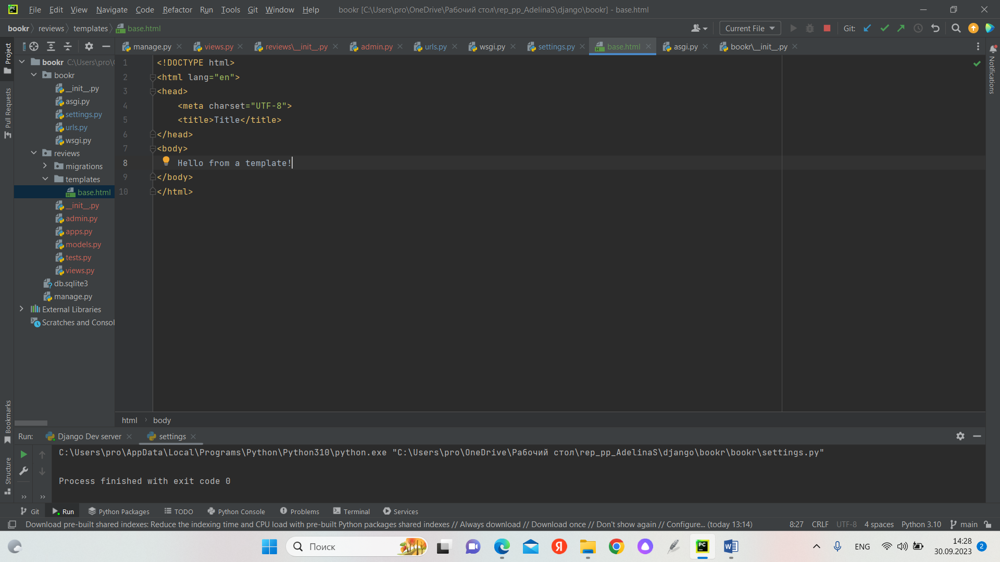 PC File Edit View Navigate Code Refactor Run Tools Git Window Help bookr [C:\Users\pro\OneDrive\Рабочий стол\rep_pp_AdelinaS\django\bookr] - base.html
bookr reviews templates base.html Current File Git:
manage.py views.py reviews\__init__.py admin.py urls.py wsgi.py settings.py base.html asgi.py bookr\__init__.py
Project
Pull Requests
Bookmarks
Structure
Notifications
bookr C:\Users\pro\
bookr
__init__.py
asgi.py
settings.py
urls.py
wsgi.py
reviews
migrations
templates
base.html
__init__.py
admin.py
apps.py
models.py
tests.py
views.py
db.sqlite3
manage.py
External Libraries
Scratches and Consol
1 <!DOCTYPE html>
2 <html lang="en">
3 <head>
4 <meta charset="UTF-8">
5 <title>Title</title>
6 </head>
7 <body>
8 Hello from a template!
9 </body>
10 </html>
html body
Run: Django Dev server settings
C:\Users\pro\AppData\Local\Programs\Python\Python310\python.exe "C:\Users\pro\OneDrive\Рабочий стол\rep_pp_AdelinaS\django\bookr\bookr\settings.py"
Process finished with exit code 0
Git Run Python Packages TODO Python Console Problems Terminal Services
Download pre-built shared indexes: Reduce the indexing time and CPU load with pre-built Python packages shared indexes // Always download // Download once // Don't show again // Configure... (today 13:14) 8:27 CRLF UTF-8 4 spaces Python 3.10 main
Поиск Я PC ENG 14:28
30.09.2023 2